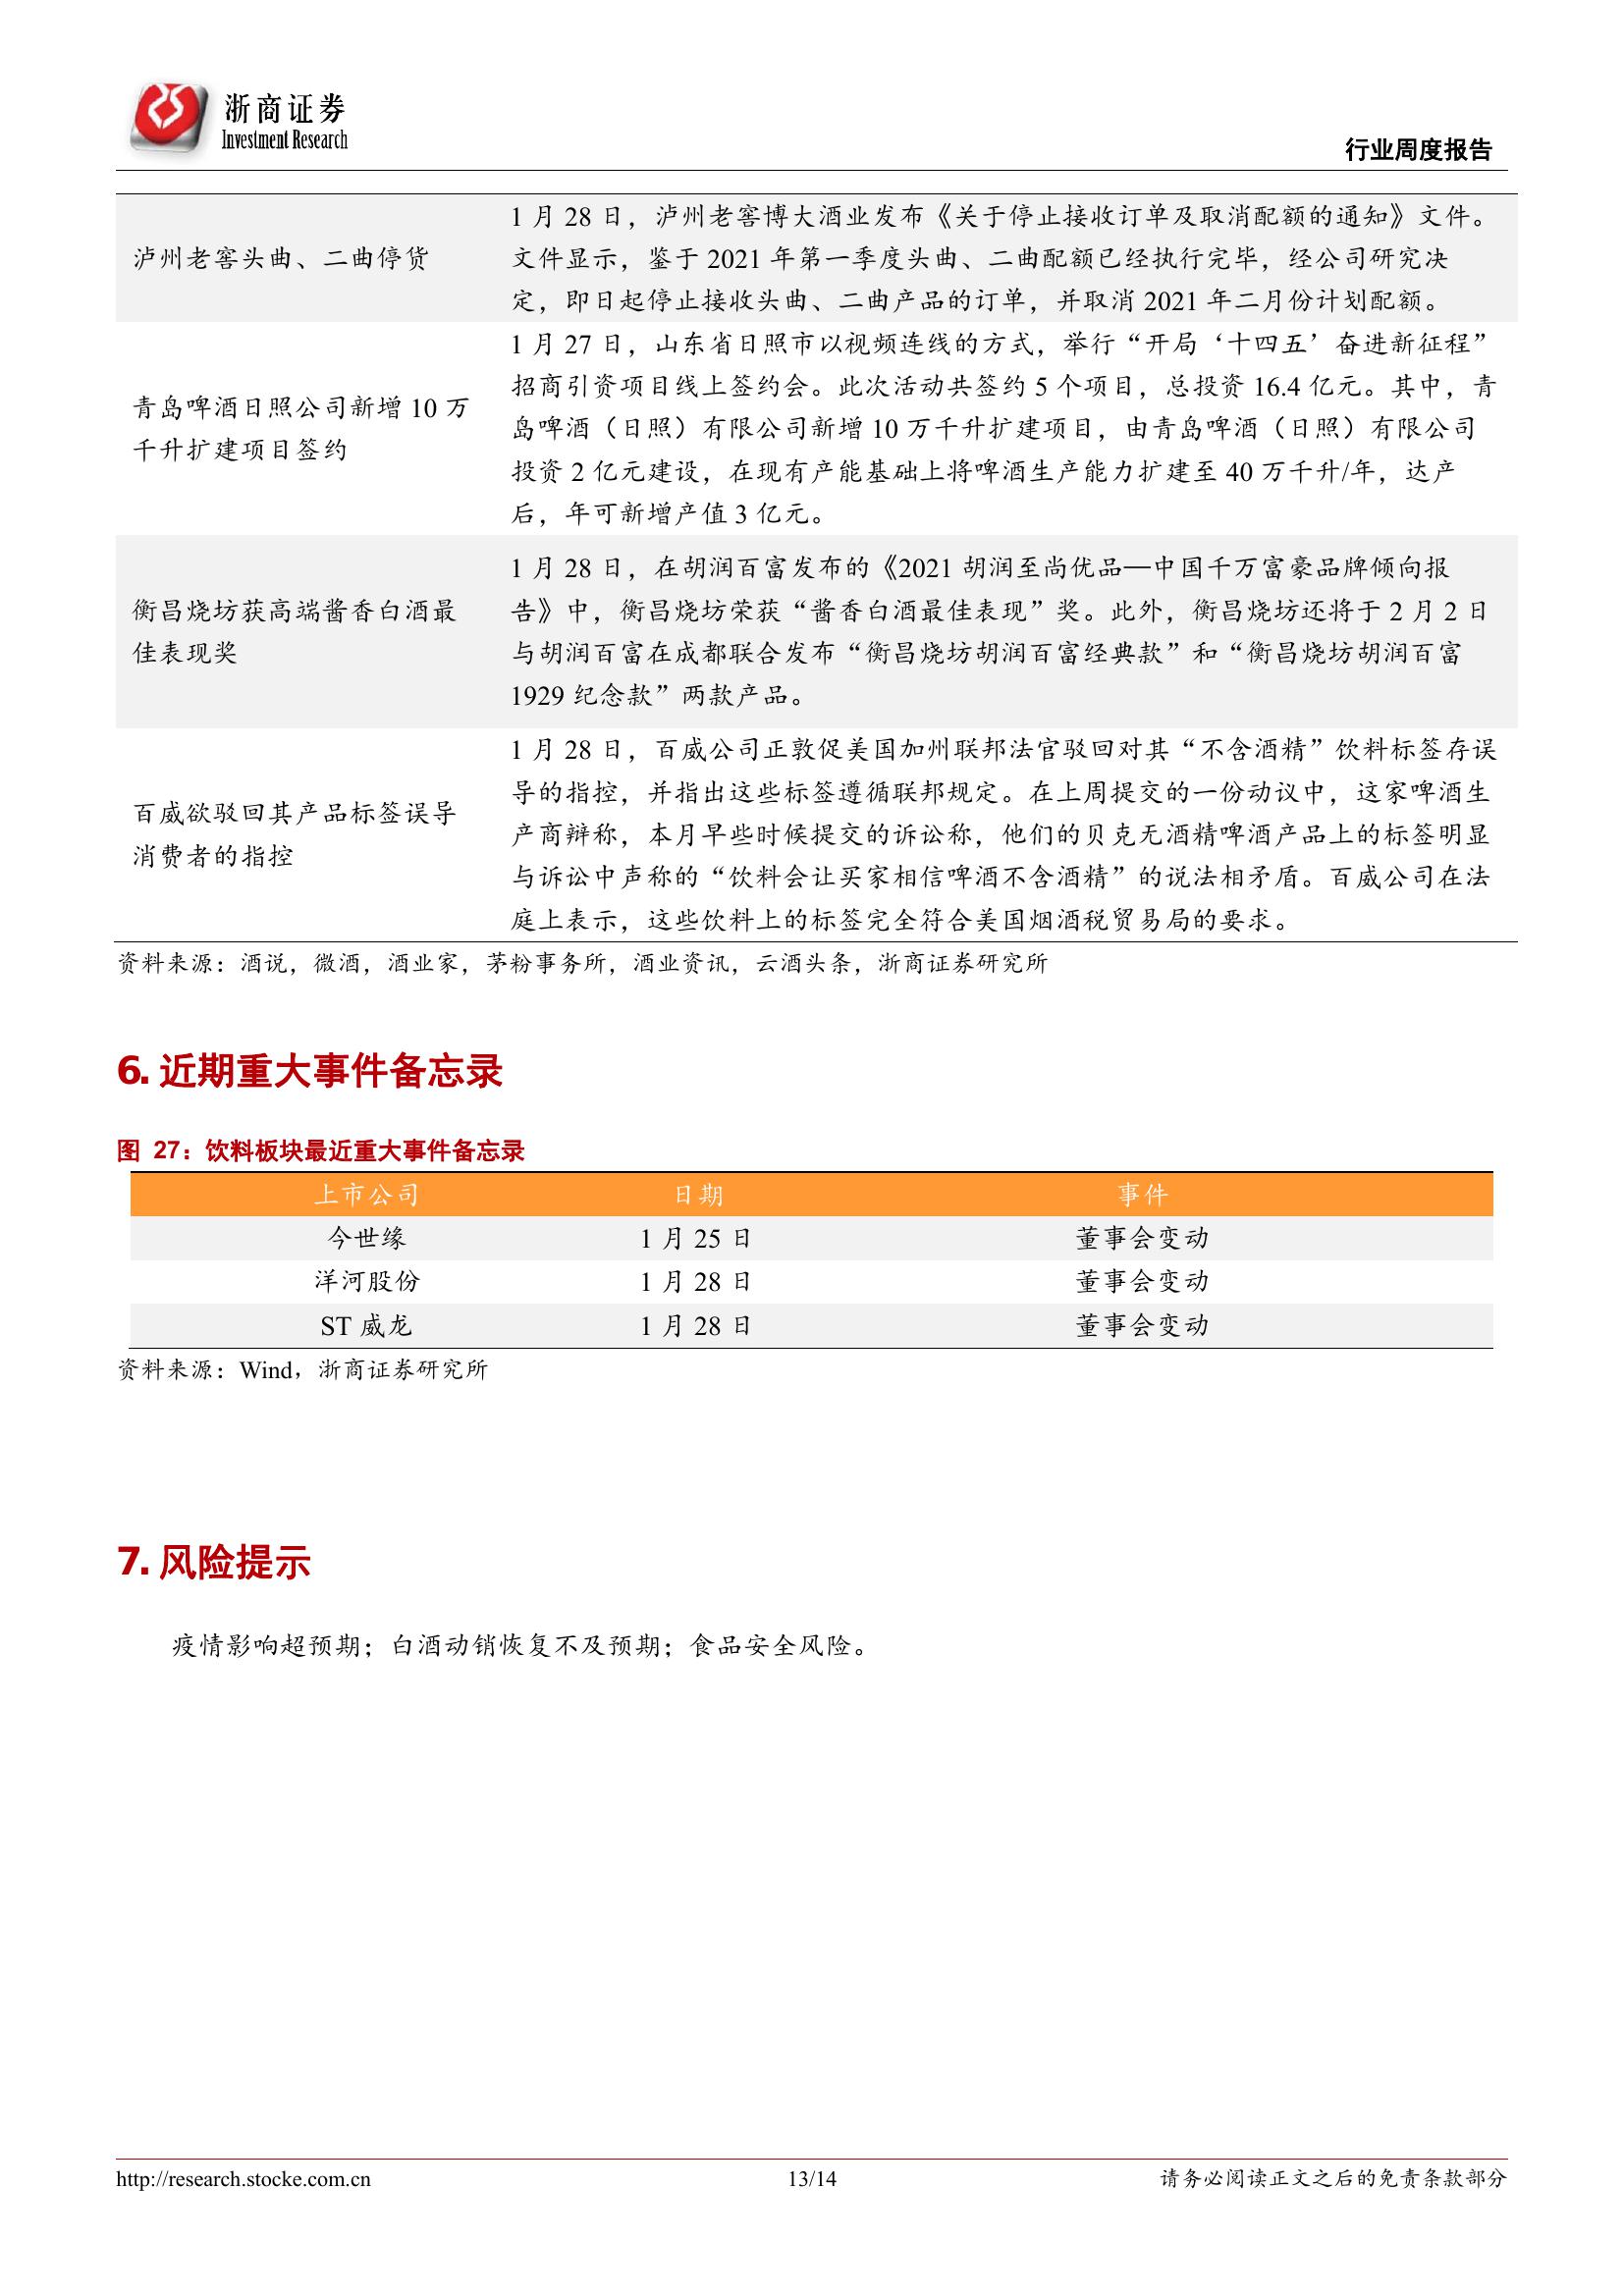 浙商证券
Investment Research
行业周度报告
泸州老窖头曲、二曲停货
1 月 28 日，泸州老窖博大酒业发布《关于停止接收订单及取消配额的通知》文件。
文件显示，鉴于 2021 年第一季度头曲、二曲配额已经执行完毕，经公司研究决
定，即日起停止接收头曲、二曲产品的订单，并取消 2021 年二月份计划配额。
青岛啤酒日照公司新增 10 万
千升扩建项目签约
1 月 27 日，山东省日照市以视频连线的方式，举行“开局‘十四五’奋进新征程”
招商引资项目线上签约会。此次活动共签约 5 个项目，总投资 16.4 亿元。其中，青
岛啤酒（日照）有限公司新增 10 万千升扩建项目，由青岛啤酒（日照）有限公司
投资 2 亿元建设，在现有产能基础上将啤酒生产能力扩建至 40 万千升/年，达产
后，年可新增产值 3 亿元。
衡昌烧坊获高端酱香白酒最
佳表现奖
1 月 28 日，在胡润百富发布的《2021 胡润至尚优品—中国千万富豪品牌倾向报
告》中，衡昌烧坊荣获“酱香白酒最佳表现”奖。此外，衡昌烧坊还将于 2 月 2 日
与胡润百富在成都联合发布“衡昌烧坊胡润百富经典款”和“衡昌烧坊胡润百富
1929 纪念款”两款产品。
百威欲驳回其产品标签误导
消费者的指控
1 月 28 日，百威公司正敦促美国加州联邦法官驳回对其“不含酒精”饮料标签存误
导的指控，并指出这些标签遵循联邦规定。在上周提交的一份动议中，这家啤酒生
产商辩称，本月早些时候提交的诉讼称，他们的贝克无酒精啤酒产品上的标签明显
与诉讼中声称的“饮料会让买家相信啤酒不含酒精”的说法相矛盾。百威公司在法
庭上表示，这些饮料上的标签完全符合美国烟酒税贸易局的要求。
资料来源：酒说，微酒，酒业家，茅粉事务所，酒业资讯，云酒头条，浙商证券研究所
6. 近期重大事件备忘录
图 27：饮料板块最近重大事件备忘录
上市公司 日期 事件
今世缘 1 月 25 日 董事会变动
洋河股份 1 月 28 日 董事会变动
ST 威龙 1 月 28 日 董事会变动
资料来源：Wind，浙商证券研究所
7. 风险提示
疫情影响超预期；白酒动销恢复不及预期；食品安全风险。
http://research.stocke.com.cn 13/14 请务必阅读正文之后的免责条款部分